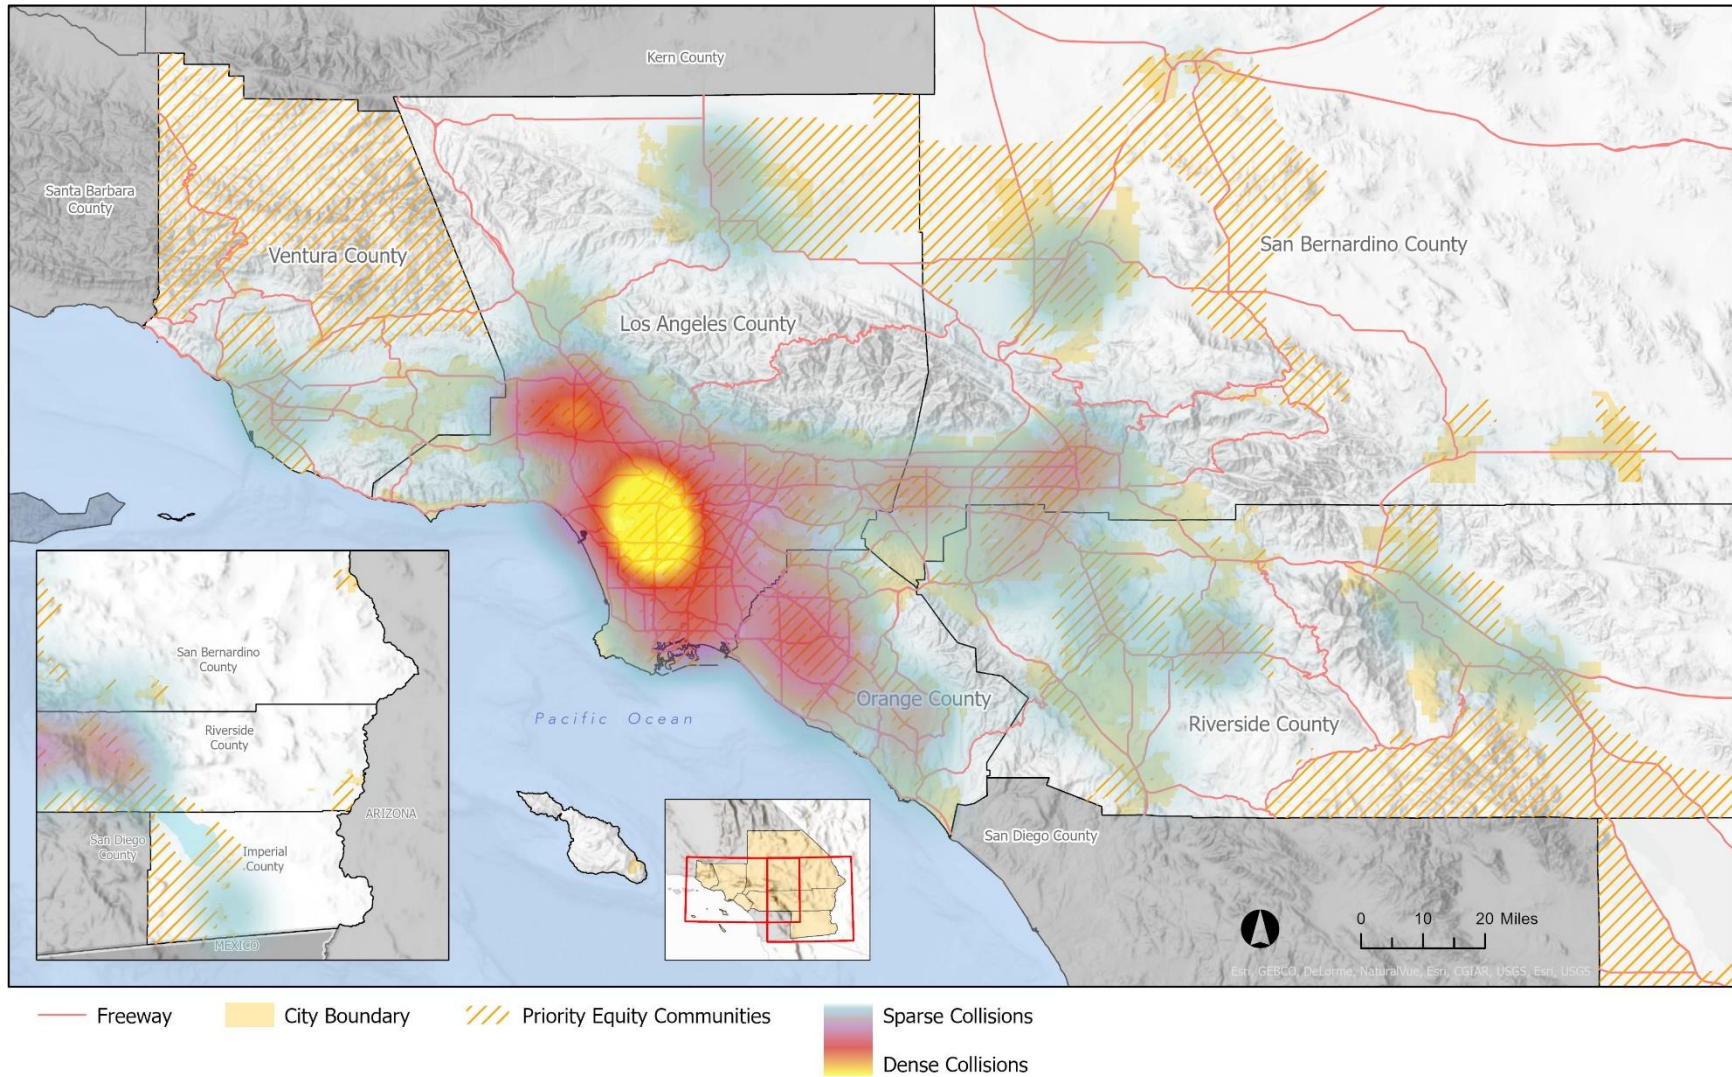 Kern County
Santa Barbara
County
Ventura County
San Bernardino County
Los Angeles County
Orange County
Riverside County
Pacific Ocean
San Diego County
San Bernardino
County
Riverside
County
ARIZONA
San Diego
County
Imperial
County
MEXICO
0 10 20 Miles
Esri, GEBCO, DeLorme, NaturalVue, Esri, CGIAR, USGS, Esri, USGS
Freeway
City Boundary
Priority Equity Communities
Sparse Collisions
Dense Collisions